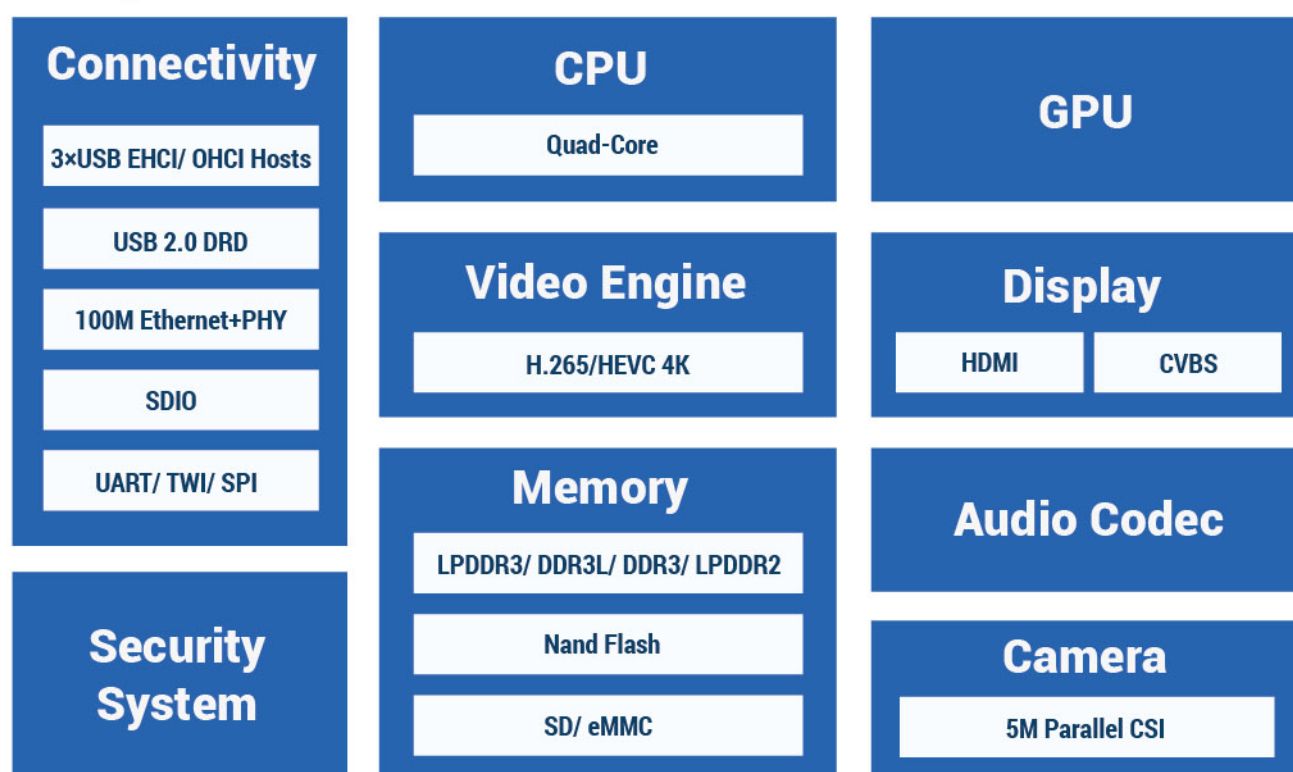 Connectivity
3×USB EHCI/ OHCI Hosts
USB 2.0 DRD
100M Ethernet+PHY
SDIO
UART/ TWI/ SPI
Security
System
CPU
Quad-Core
Video Engine
H.265/HEVC 4K
Memory
LPDDR3/ DDR3L/ DDR3/ LPDDR2
Nand Flash
SD/ eMMC
GPU
Display
HDMI
CVBS
Audio Codec
Camera
5M Parallel CSI